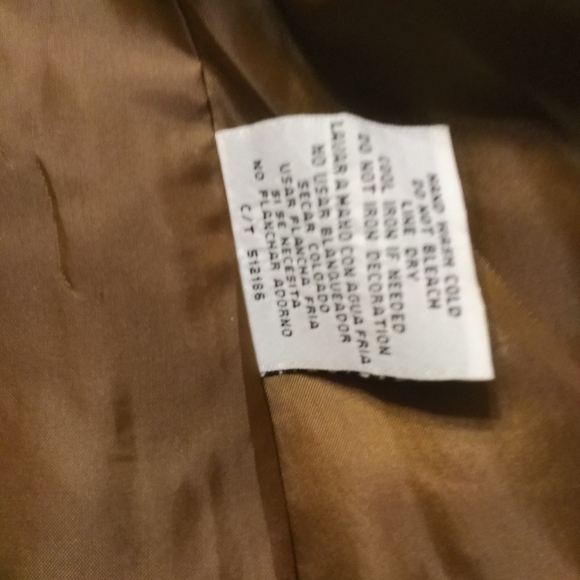 HAND WASH COLD
DO NOT BLEACH
LINE DRY
COOL IRON IF NEEDED
DO NOT IRON DECORATION
LAVAR A MANO CON AGUA FRIA
NO USAR BLANQUEADOR
SECAR COLGADO
USAR PLANCHA FRIA
SI SE NECESITA
NO PLANCHAR ADORNO
C/T 512186